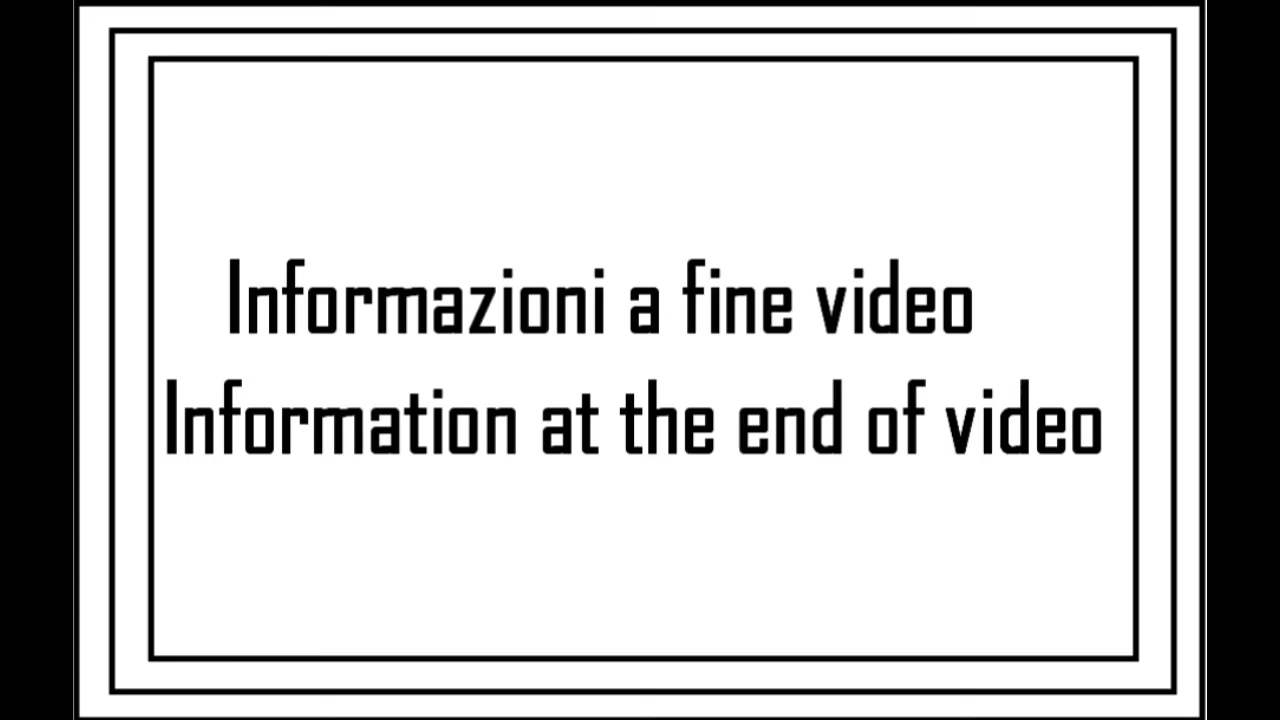 Informazioni a fine video
Information at the end of video